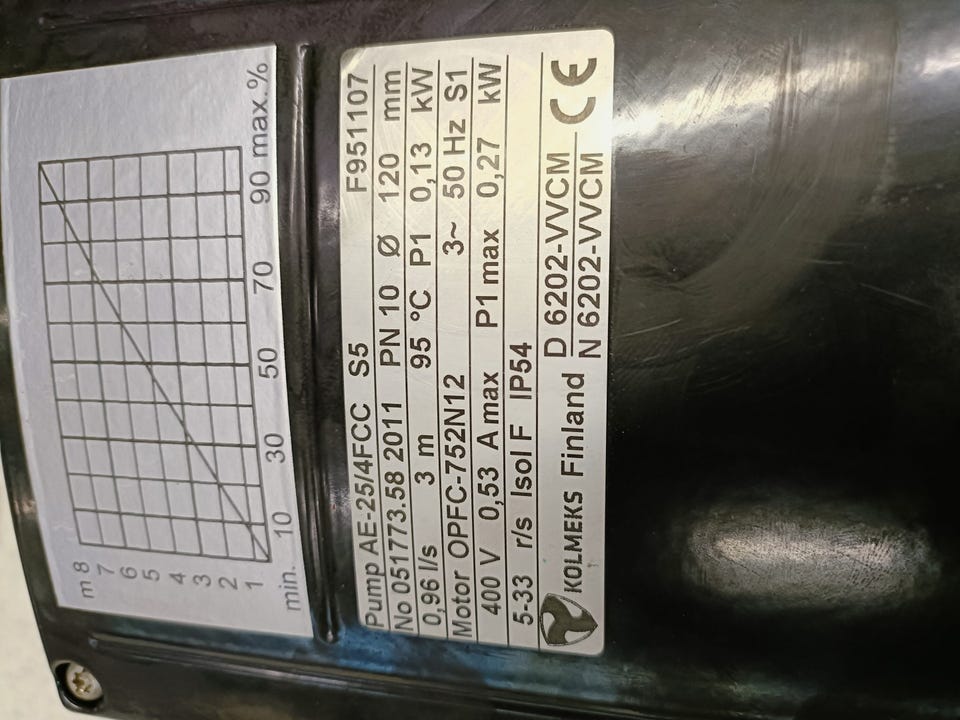 m 8
7
6
5
4
3
2
1
min. 10 30 50 70 90 max.%
Pump AE-25/4FCC S5 F951107
No 051773.58 2011 PN 10 Ø 120 mm
0,96 l/s 3 m 95 °C P1 0,13 kW
Motor OPFC-752N12 3~ 50 Hz S1
400 V 0,53 A max P1 max 0,27 kW
5-33 r/s Isol F IP54
KOLMEKS Finland D 6202-VVCM CE
N 6202-VVCM